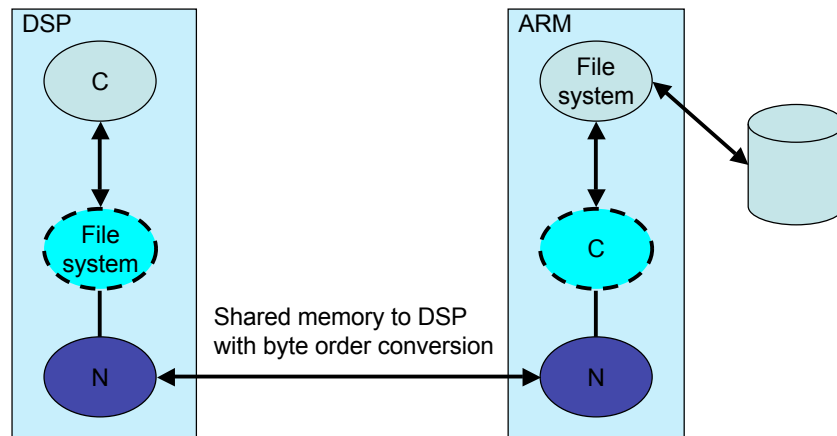 DSP
ARM
C
File
system
File
system
C
Shared memory to DSP
with byte order conversion
N
N